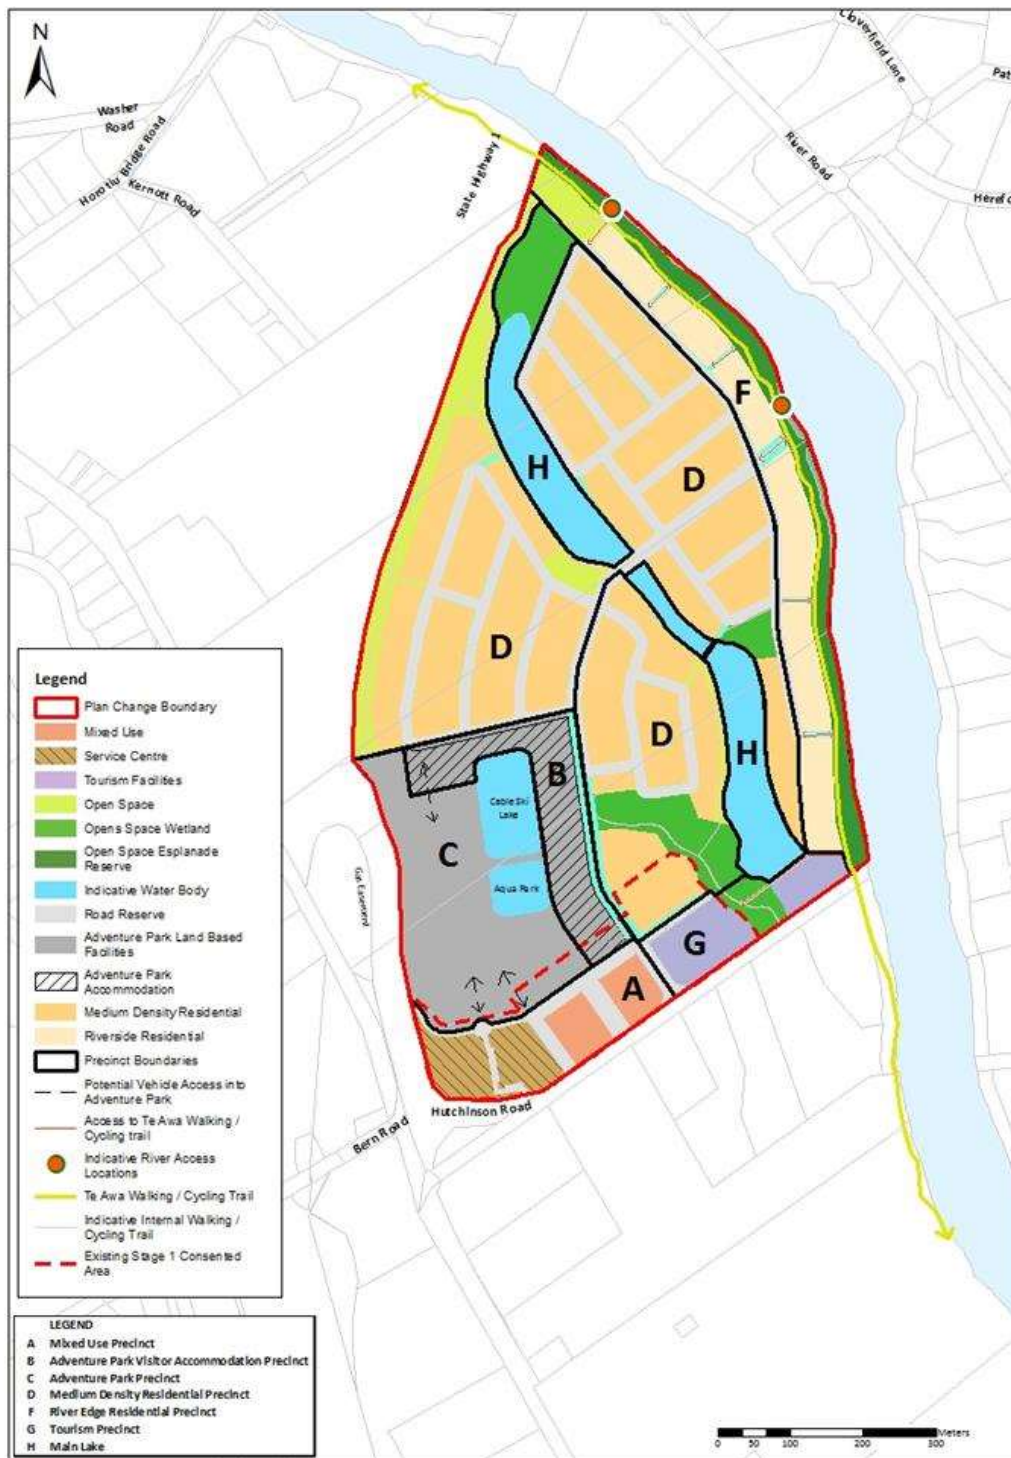 N
Cloverfield Lane
Pat
Washer
Road
Horotiu Bridge Road
Kernott Road
State Highway 1
River Road
Herefo
F
H
D
D
D
H
B
Cable Ski
Lake
C
Aqua Park
Gas Easement
G
A
Hutchinson Road
Bern Road
Legend
Plan Change Boundary
Mixed Use
Service Centre
Tourism Facilities
Open Space
Opens Space Wetland
Open Space Esplanade
Reserve
Indicative Water Body
Road Reserve
Adventure Park Land Based
Facilities
Adventure Park
Accommodation
Medium Density Residential
Riverside Residential
Precinct Boundaries
Potential Vehicle Access into
Adventure Park
Access to Te Awa Walking /
Cycling trail
Indicative River Access
Locations
Te Awa Walking / Cycling Trail
Indicative Internal Walking /
Cycling Trail
Existing Stage 1 Consented
Area
LEGEND
A Mixed Use Precinct
B Adventure Park Visitor Accommodation Precinct
C Adventure Park Precinct
D Medium Density Residential Precinct
F River Edge Residential Precinct
G Tourism Precinct
H Main Lake
Meters
0 50 100 200 300